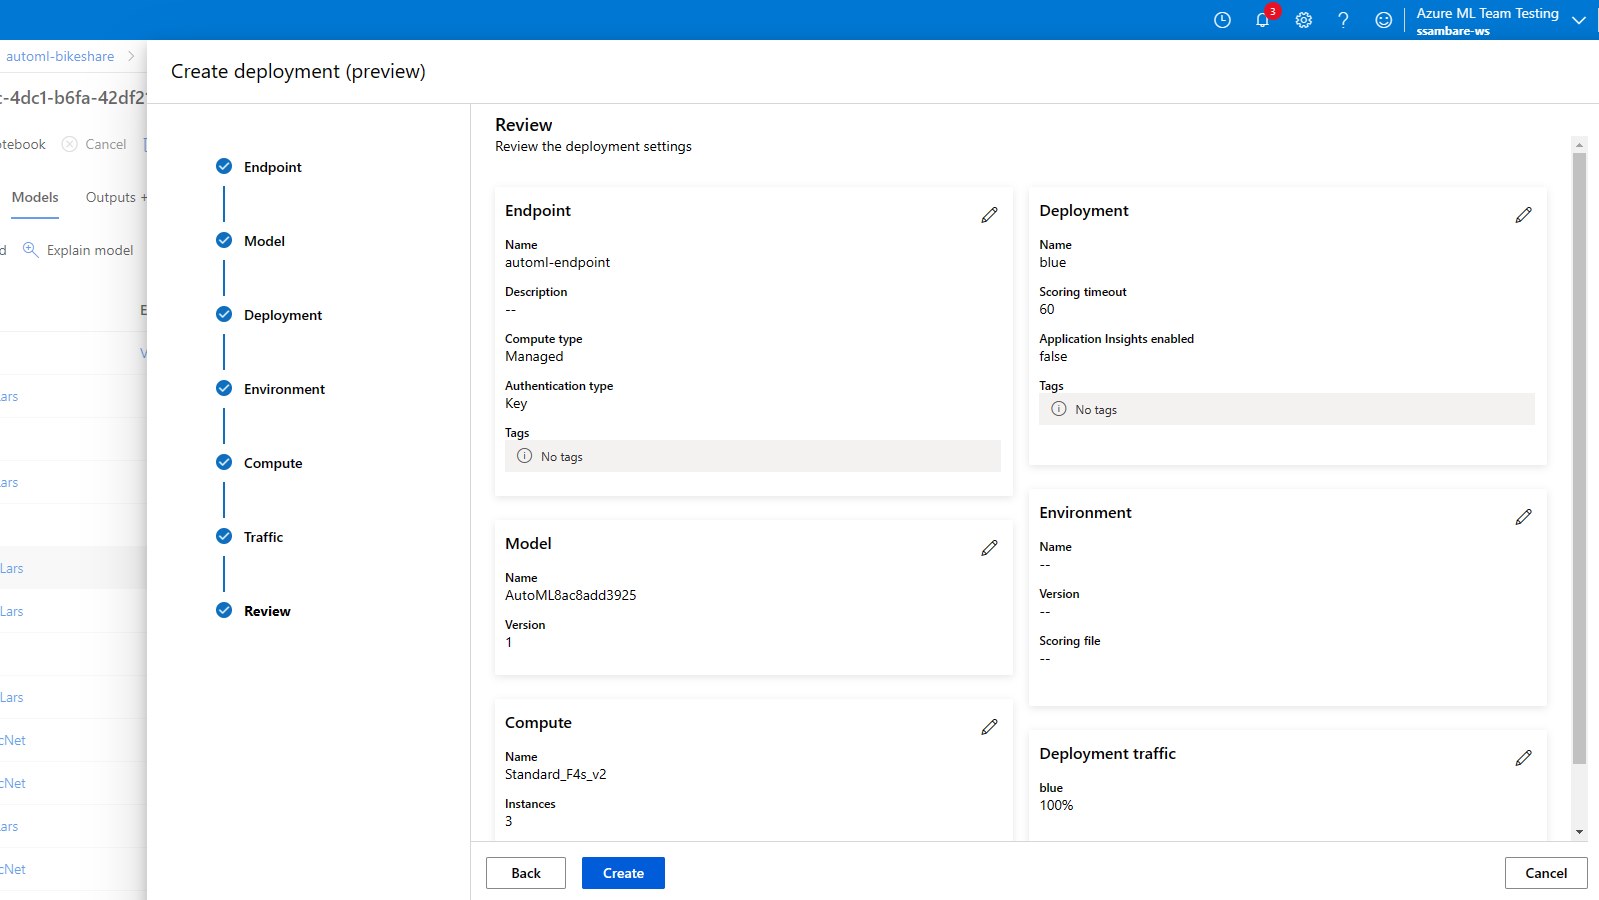 3
Azure ML Team Testing
ssambare-ws
automl-bikeshare
Create deployment (preview)
-4dc1-b6fa-42df2
otebook
Cancel
Models
Outputs +
d
Explain model
E
V
ars
ars
Lars
Lars
Lars
cNet
cNet
ars
cNet
Endpoint
Model
Deployment
Environment
Compute
Traffic
Review
Review
Review the deployment settings
Endpoint
Name
automl-endpoint
Description
--
Compute type
Managed
Authentication type
Key
Tags
No tags
Model
Name
AutoML8ac8add3925
Version
1
Compute
Name
Standard_F4s_v2
Instances
3
Deployment
Name
blue
Scoring timeout
60
Application Insights enabled
false
Tags
No tags
Environment
Name
--
Version
--
Scoring file
--
Deployment traffic
blue
100%
Back
Create
Cancel